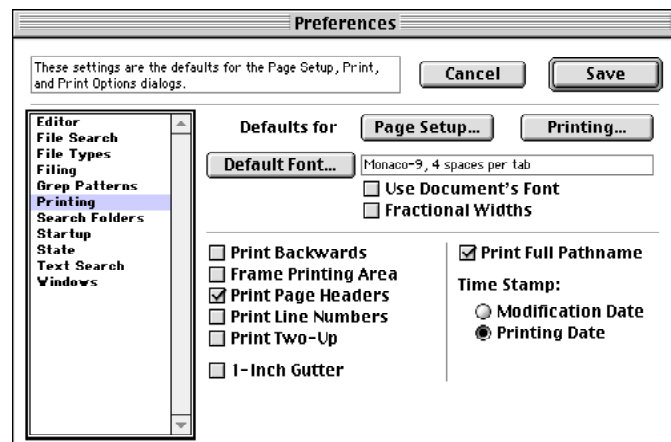 Preferences
These settings are the defaults for the Page Setup, Print,
and Print Options dialogs.
Cancel
Save
Editor
File Search
File Types
Filing
Grep Patterns
Printing
Search Folders
Startup
State
Text Search
Windows
Defaults for
Page Setup...
Printing...
Default Font...
Monaco-9, 4 spaces per tab
Use Document's Font
Fractional Widths
Print Backwards
Frame Printing Area
Print Page Headers
Print Line Numbers
Print Two-Up
1-Inch Gutter
Print Full Pathname
Time Stamp:
Modification Date
Printing Date